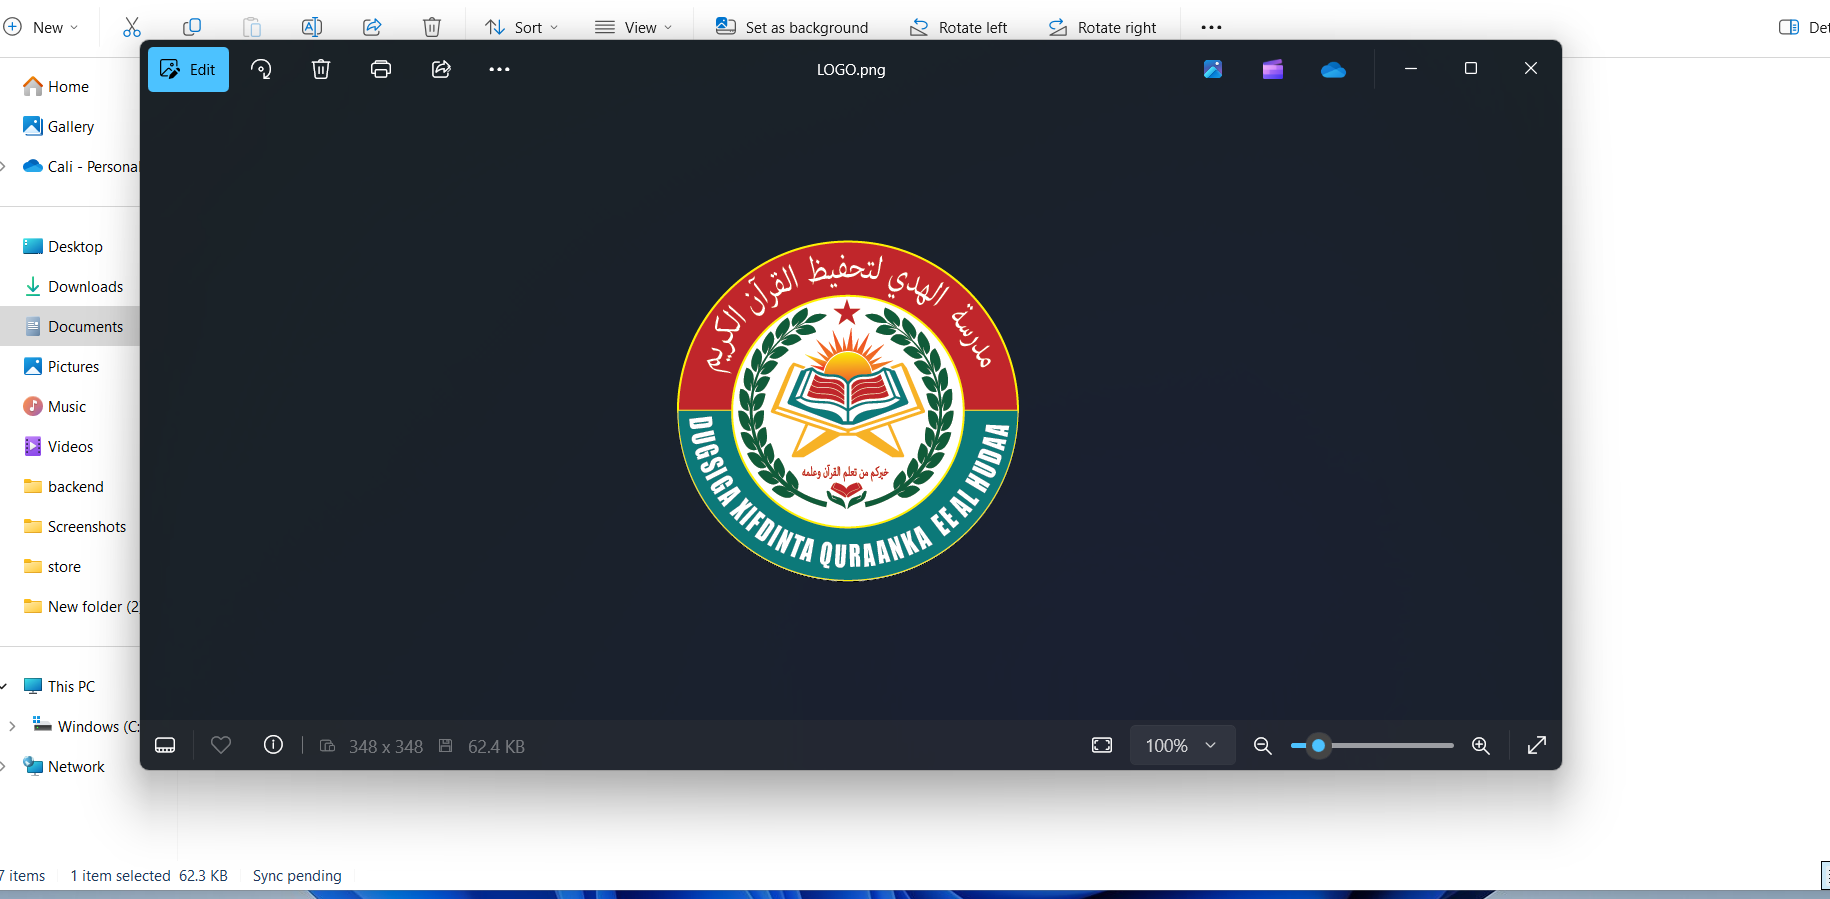 New
Sort
View
Set as background
Rotate left
Rotate right
Edit
LOGO.png
Home
Gallery
Cali - Personal
Desktop
Downloads
Documents
Pictures
Music
Videos
backend
Screenshots
store
New folder (2
This PC
Windows (C:
Network
مدرسة الهدي لتحفيظ القرآن الكريم
خيركم من تعلم القرآن وعلمه
DUGSIGA XIFDINTA QURAANKA EE AL HUDAA
348 x 348
62.4 KB
100%
7 items
1 item selected 62.3 KB
Sync pending